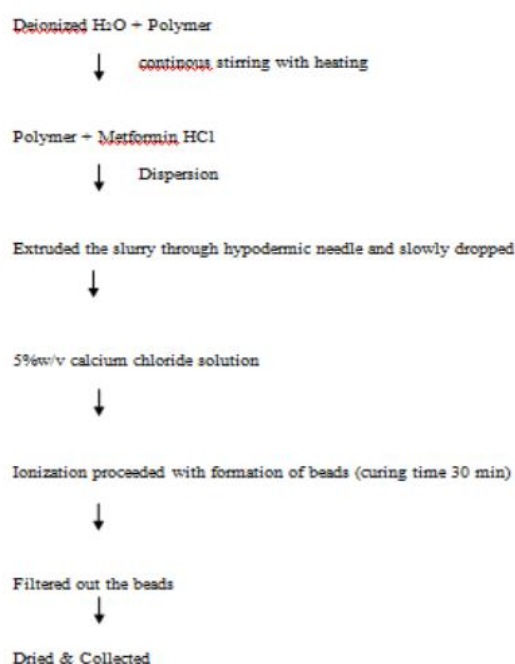 Deionized H2O + Polymer
continous stirring with heating
Polymer + Metformin HCl
Dispersion
Extruded the slurry through hypodermic needle and slowly dropped
5%w/v calcium chloride solution
Ionization proceeded with formation of beads (curing time 30 min)
Filtered out the beads
Dried & Collected